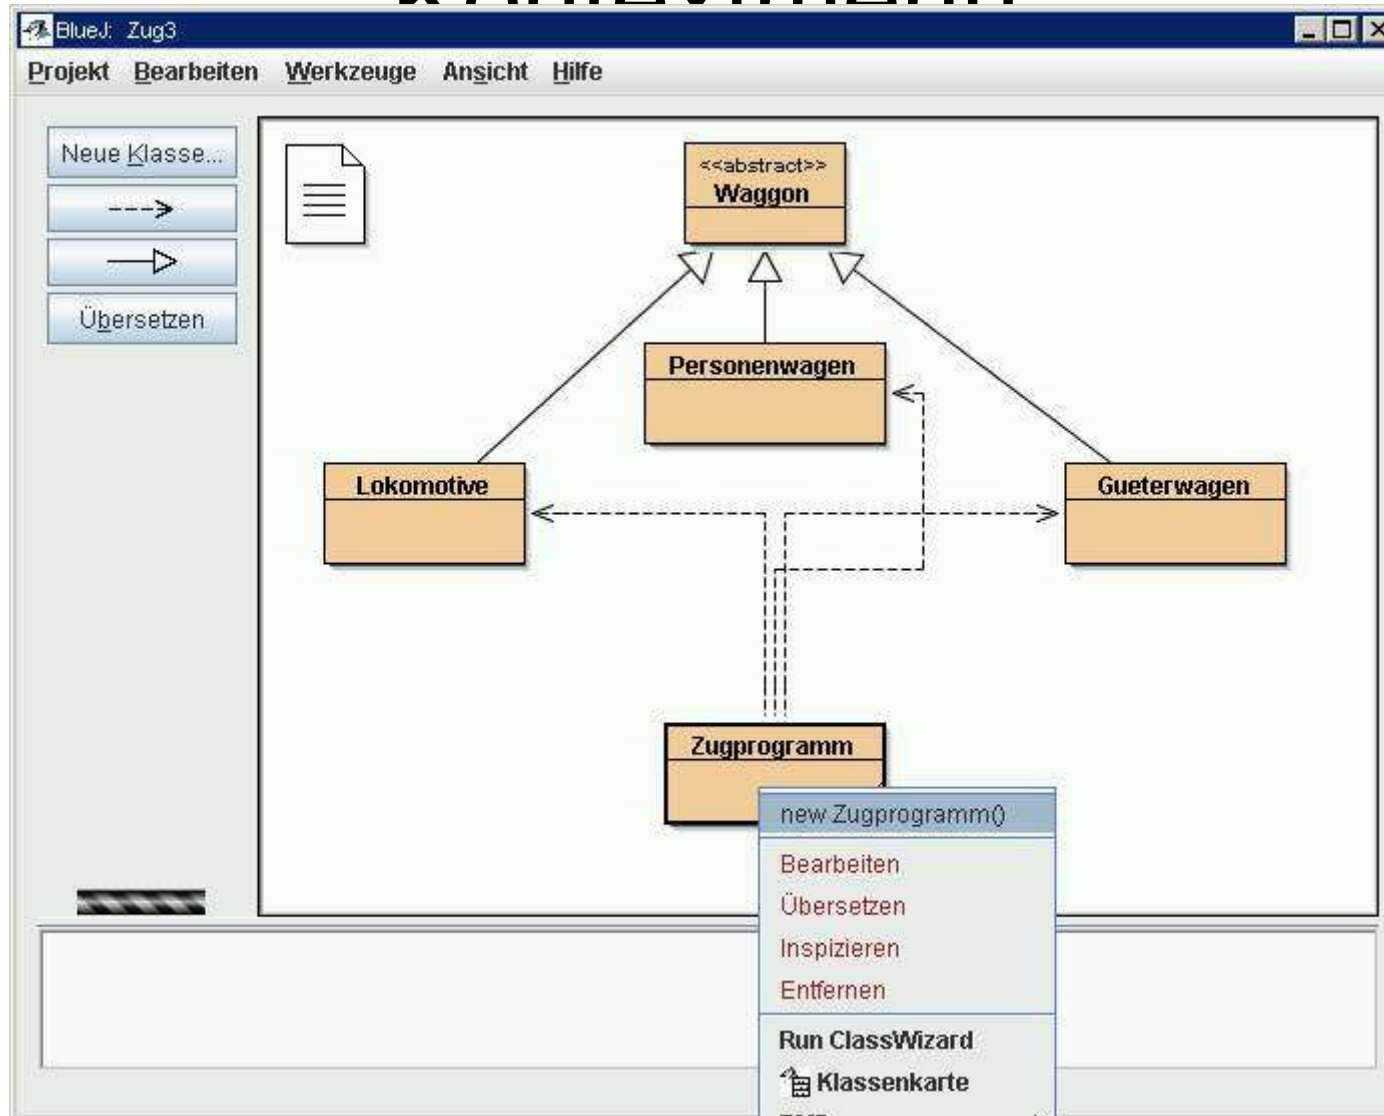 BlueJ: Zug3
Projekt Bearbeiten Werkzeuge Ansicht Hilfe
Neue Klasse...
Übersetzen
<<abstract>>
Waggon
Personenwagen
Lokomotive
Gueterwagen
Zugprogramm
new Zugprogramm()
Bearbeiten
Übersetzen
Inspizieren
Entfernen
Run ClassWizard
Klassenkarte